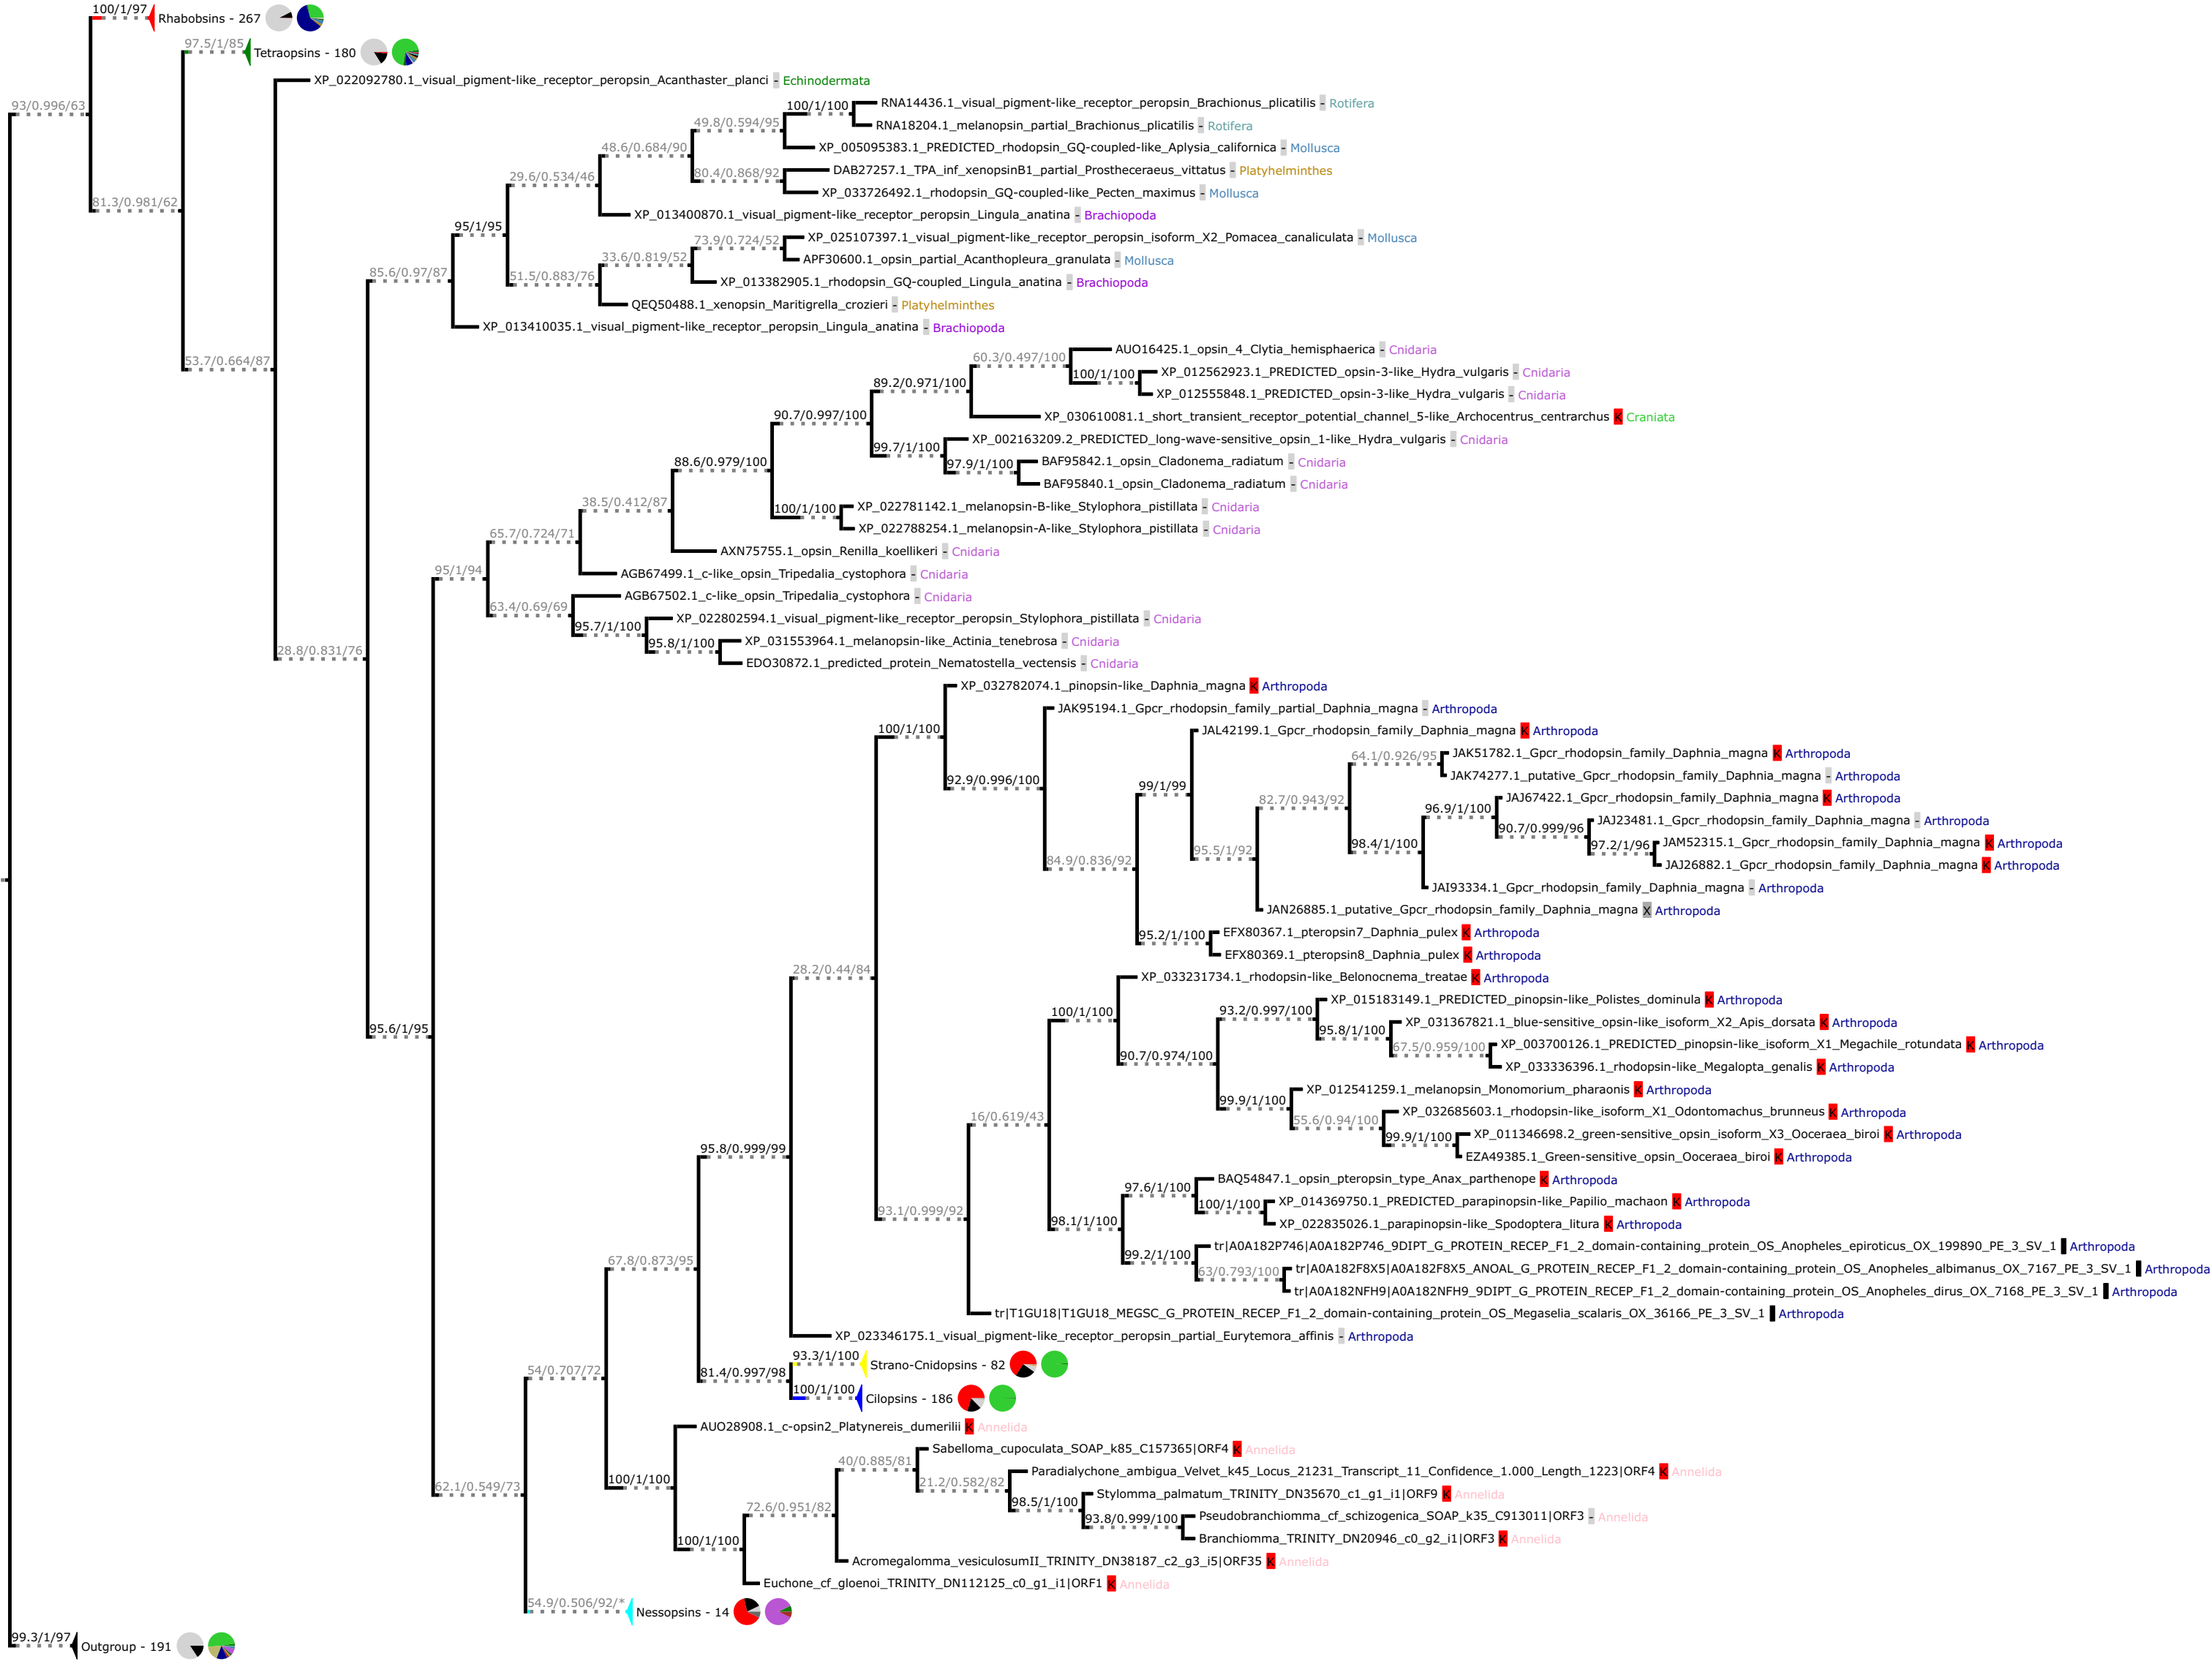 100/1/97 Rhabobsins - 267
97.5/1/85 Tetraopsins - 180
XP_022092780.1_visual_pigment-like_receptor_peropsin_Acanthaster_planci - Echinodermata
93/0.996/63
100/1/100 RNA14436.1_visual_pigment-like_receptor_peropsin_Brachionus_plicatilis - Rotifera
49.8/0.594/95 RNA18204.1_melanopsin_partial_Brachionus_plicatilis - Rotifera
48.6/0.684/90 XP_005095383.1_PREDICTED_rhodopsin_GQ-coupled-like_Aplysia_californica - Mollusca
80.4/0.868/92 DAB27257.1_TPA_inf_xenopsinB1_partial_Prostheceraeus_vittatus - Platyhelminthes
29.6/0.534/46 XP_033726492.1_rhodopsin_GQ-coupled-like_Pecten_maximus - Mollusca
81.3/0.981/62
XP_013400870.1_visual_pigment-like_receptor_peropsin_Lingula_anatina - Brachiopoda
95/1/95
73.9/0.724/52 XP_025107397.1_visual_pigment-like_receptor_peropsin_isoform_X2_Pomacea_canaliculata - Mollusca
33.6/0.819/52 APF30600.1_opsin_partial_Acanthopleura_granulata - Mollusca
85.6/0.97/87 51.5/0.883/76 XP_013382905.1_rhodopsin_GQ-coupled_Lingula_anatina - Brachiopoda
QEQ50488.1_xenopsin_Maritigrella_crozieri - Platyhelminthes
XP_013410035.1_visual_pigment-like_receptor_peropsin_Lingula_anatina - Brachiopoda
53.7/0.664/87
60.3/0.497/100 AUO16425.1_opsin_4_Clytia_hemisphaerica - Cnidaria
100/1/100 XP_012562923.1_PREDICTED_opsin-3-like_Hydra_vulgaris - Cnidaria
89.2/0.971/100 XP_012555848.1_PREDICTED_opsin-3-like_Hydra_vulgaris - Cnidaria
90.7/0.997/100 XP_030610081.1_short_transient_receptor_potential_channel_5-like_Archocentrus_centrarchus K Craniata
99.7/1/100 XP_002163209.2_PREDICTED_long-wave-sensitive_opsin_1-like_Hydra_vulgaris - Cnidaria
88.6/0.979/100 97.9/1/100 BAF95842.1_opsin_Cladonema_radiatum - Cnidaria
BAF95840.1_opsin_Cladonema_radiatum - Cnidaria
38.5/0.412/87 100/1/100 XP_022781142.1_melanopsin-B-like_Stylophora_pistillata - Cnidaria
XP_022788254.1_melanopsin-A-like_Stylophora_pistillata - Cnidaria
65.7/0.724/71 AXN75755.1_opsin_Renilla_koellikeri - Cnidaria
95/1/94 AGB67499.1_c-like_opsin_Tripedalia_cystophora - Cnidaria
63.4/0.69/69 AGB67502.1_c-like_opsin_Tripedalia_cystophora - Cnidaria
95.7/1/100 XP_022802594.1_visual_pigment-like_receptor_peropsin_Stylophora_pistillata - Cnidaria
95.8/1/100 XP_031553964.1_melanopsin-like_Actinia_tenebrosa - Cnidaria
28.8/0.831/76 EDO30872.1_predicted_protein_Nematostella_vectensis - Cnidaria
XP_032782074.1_pinopsin-like_Daphnia_magna K Arthropoda
JAK95194.1_Gpcr_rhodopsin_family_partial_Daphnia_magna - Arthropoda
100/1/100 JAL42199.1_Gpcr_rhodopsin_family_Daphnia_magna K Arthropoda
64.1/0.926/95 JAK51782.1_Gpcr_rhodopsin_family_Daphnia_magna K Arthropoda
JAK74277.1_putative_Gpcr_rhodopsin_family_Daphnia_magna - Arthropoda
92.9/0.996/100 99/1/99 82.7/0.943/92 JAJ67422.1_Gpcr_rhodopsin_family_Daphnia_magna K Arthropoda
96.9/1/100 JAJ23481.1_Gpcr_rhodopsin_family_Daphnia_magna - Arthropoda
98.4/1/100 90.7/0.999/96 97.2/1/96 JAM52315.1_Gpcr_rhodopsin_family_Daphnia_magna K Arthropoda
84.9/0.836/92 95.5/1/92 JAJ26882.1_Gpcr_rhodopsin_family_Daphnia_magna K Arthropoda
JAI93334.1_Gpcr_rhodopsin_family_Daphnia_magna - Arthropoda
JAN26885.1_putative_Gpcr_rhodopsin_family_Daphnia_magna X Arthropoda
95.2/1/100 EFX80367.1_pteropsin7_Daphnia_pulex K Arthropoda
EFX80369.1_pteropsin8_Daphnia_pulex K Arthropoda
28.2/0.44/84 XP_033231734.1_rhodopsin-like_Belonocnema_treatae K Arthropoda
100/1/100 93.2/0.997/100 XP_015183149.1_PREDICTED_pinopsin-like_Polistes_dominula K Arthropoda
95.6/1/95 95.8/1/100 XP_031367821.1_blue-sensitive_opsin-like_isoform_X2_Apis_dorsata K Arthropoda
90.7/0.974/100 67.5/0.959/100 XP_003700126.1_PREDICTED_pinopsin-like_isoform_X1_Megachile_rotundata K Arthropoda
XP_033336396.1_rhodopsin-like_Megalopta_genalis K Arthropoda
99.9/1/100 XP_012541259.1_melanopsin_Monomorium_pharaonis K Arthropoda
16/0.619/43 55.6/0.94/100 XP_032685603.1_rhodopsin-like_isoform_X1_Odontomachus_brunneus K Arthropoda
99.9/1/100 XP_011346698.2_green-sensitive_opsin_isoform_X3_Ooceraea_biroi K Arthropoda
95.8/0.999/99 EZA49385.1_Green-sensitive_opsin_Ooceraea_biroi K Arthropoda
97.6/1/100 BAQ54847.1_opsin_pteropsin_type_Anax_parthenope K Arthropoda
93.1/0.999/92 100/1/100 XP_014369750.1_PREDICTED_parapinopsin-like_Papilio_machaon K Arthropoda
98.1/1/100 XP_022835026.1_parapinopsin-like_Spodoptera_litura K Arthropoda
99.2/1/100 tr|A0A182P746|A0A182P746_9DIPT_G_PROTEIN_RECEP_F1_2_domain-containing_protein_OS_Anopheles_epiroticus_OX_199890_PE_3_SV_1 Arthropoda
67.8/0.873/95 63/0.793/100 tr|A0A182F8X5|A0A182F8X5_ANOAL_G_PROTEIN_RECEP_F1_2_domain-containing_protein_OS_Anopheles_albimanus_OX_7167_PE_3_SV_1 Arthropoda
tr|A0A182NFH9|A0A182NFH9_9DIPT_G_PROTEIN_RECEP_F1_2_domain-containing_protein_OS_Anopheles_dirus_OX_7168_PE_3_SV_1 Arthropoda
tr|T1GU18|T1GU18_MEGSC_G_PROTEIN_RECEP_F1_2_domain-containing_protein_OS_Megaselia_scalaris_OX_36166_PE_3_SV_1 Arthropoda
XP_023346175.1_visual_pigment-like_receptor_peropsin_partial_Eurytemora_affinis - Arthropoda
54/0.707/72 81.4/0.997/98 93.3/1/100 Strano-Cnidopsins - 82
100/1/100 Cilopsins - 186
AUO28908.1_c-opsin2_Platynereis_dumerilii K Annelida
40/0.885/81 Sabelloma_cupoculata_SOAP_k85_C157365|ORF4 K Annelida
100/1/100 21.2/0.582/82 Paradialychone_ambigua_Velvet_k45_Locus_21231_Transcript_11_Confidence_1.000_Length_1223|ORF4 K Annelida
62.1/0.549/73 98.5/1/100 Stylomma_palmatum_TRINITY_DN35670_c1_g1_i1|ORF9 K Annelida
72.6/0.951/82 93.8/0.999/100 Pseudobranchiomma_cf_schizogenica_SOAP_k35_C913011|ORF3 - Annelida
100/1/100 Branchiomma_TRINITY_DN20946_c0_g2_i1|ORF3 K Annelida
Acromegalomma_vesiculosumII_TRINITY_DN38187_c2_g3_i5|ORF35 K Annelida
Euchone_cf_gloenoi_TRINITY_DN112125_c0_g1_i1|ORF1 K Annelida
54.9/0.506/92/* Nessopsins - 14
99.3/1/97 Outgroup - 191